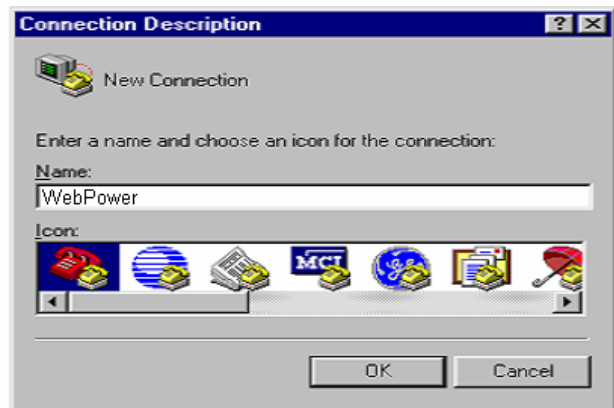 Connection Description
New Connection
Enter a name and choose an icon for the connection:
Name:
WebPower
Icon:
MCI
OK Cancel